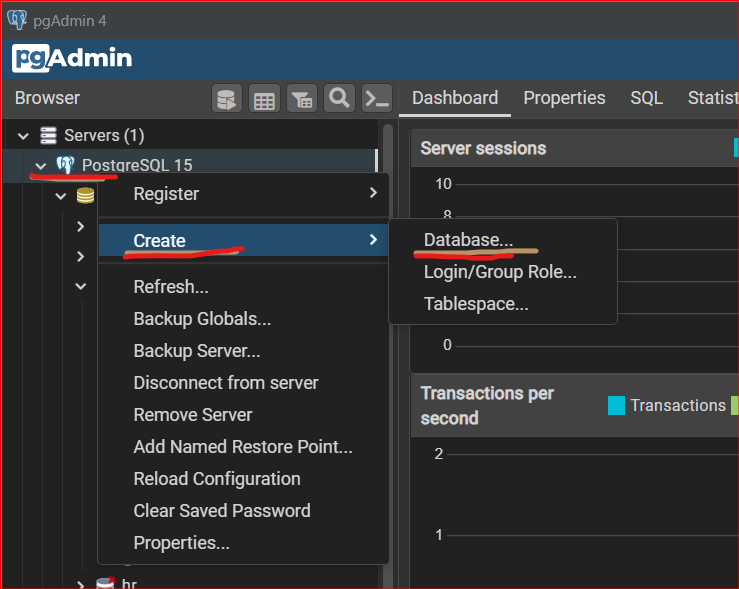 pgAdmin 4
pgAdmin
Browser
Dashboard Properties SQL Statist
Servers (1)
PostgreSQL 15
Register
Create
Refresh...
Backup Globals...
Backup Server...
Disconnect from server
Remove Server
Add Named Restore Point...
Reload Configuration
Clear Saved Password
Properties...
hr
Database...
Login/Group Role...
Tablespace...
Server sessions
10
8
0
Transactions per
second
Transactions
2
1